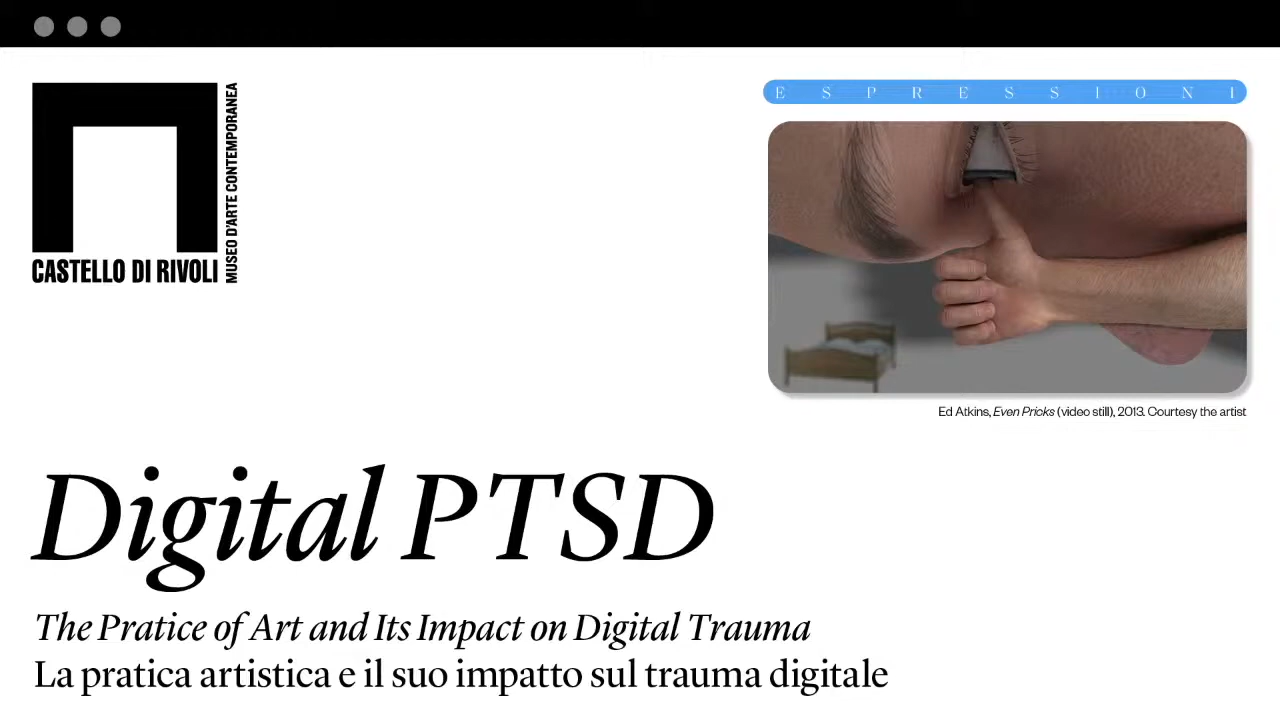 CASTELLO DI RIVOLI
MUSEO D'ARTE CONTEMPORANEA
ESPRESSIONI
Ed Atkins, Even Pricks (video still), 2013. Courtesy the artist
Digital PTSD
The Pratice of Art and Its Impact on Digital Trauma
La pratica artistica e il suo impatto sul trauma digitale